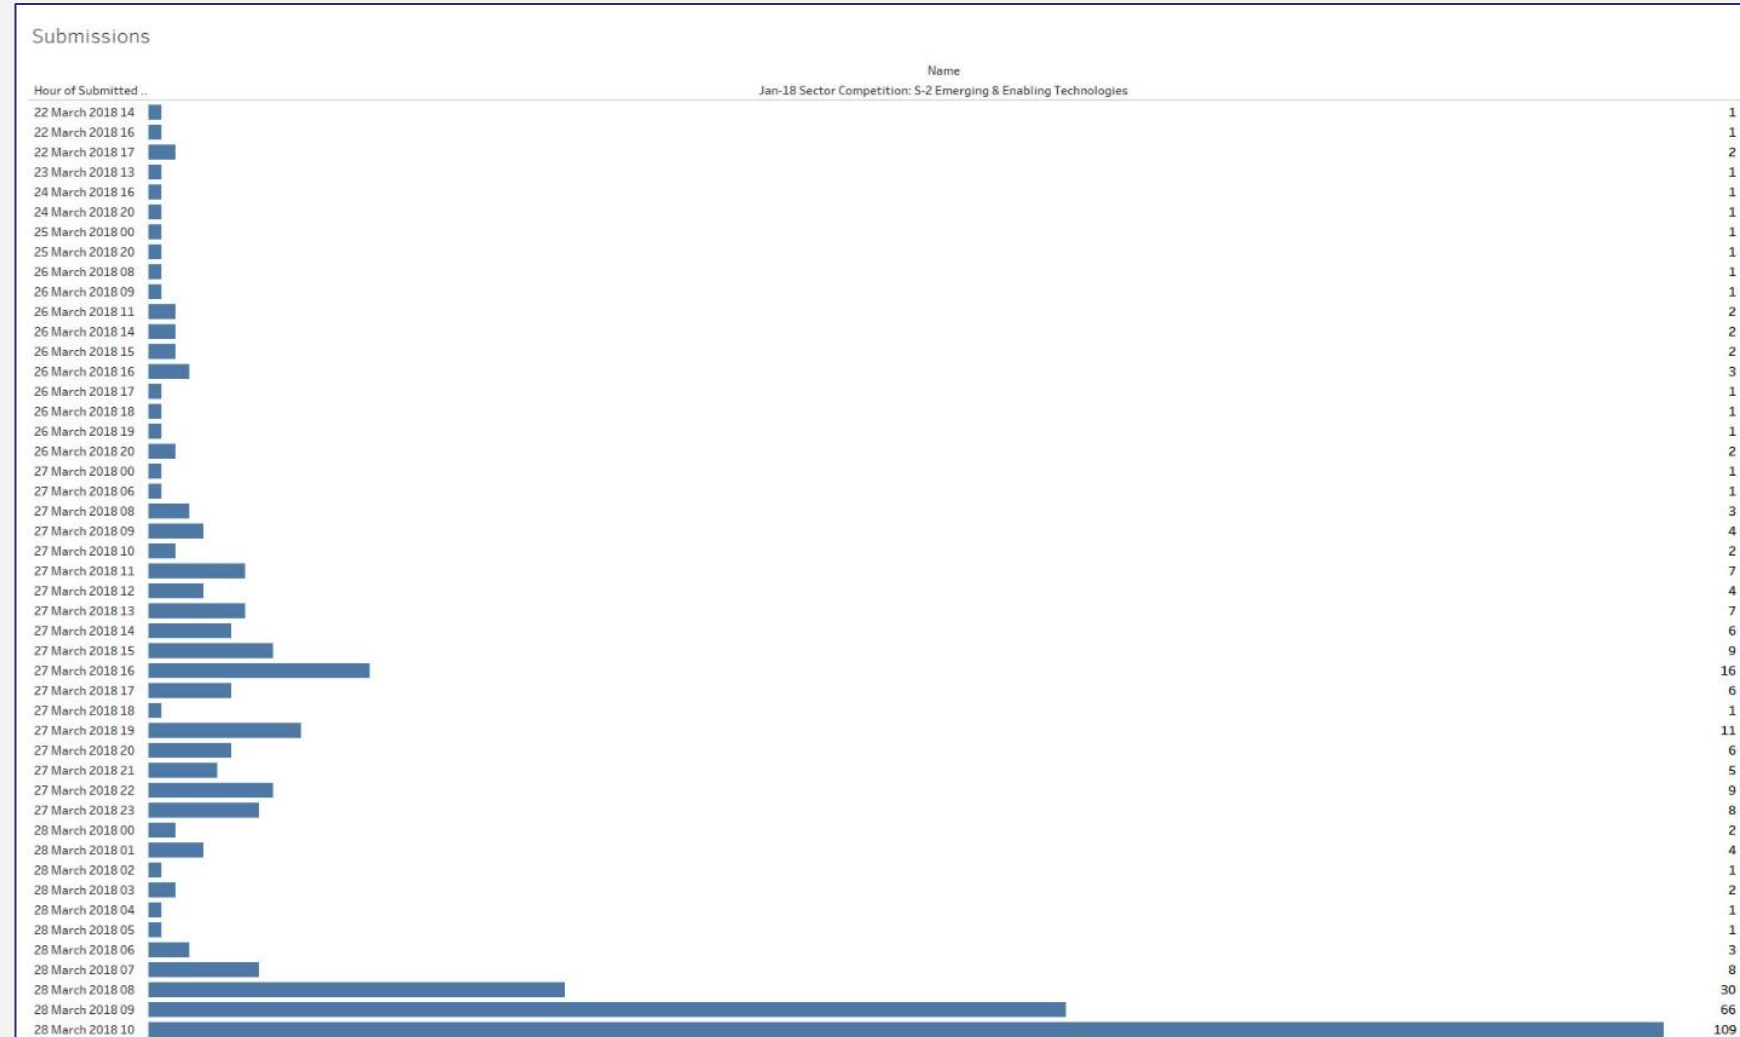 Submissions
Name
Hour of Submitted .. Jan-18 Sector Competition: S-2 Emerging & Enabling Technologies
22 March 2018 14 1
22 March 2018 16 1
22 March 2018 17 2
23 March 2018 13 1
24 March 2018 16 1
24 March 2018 20 1
25 March 2018 00 1
25 March 2018 20 1
26 March 2018 08 1
26 March 2018 09 1
26 March 2018 11 2
26 March 2018 14 2
26 March 2018 15 2
26 March 2018 16 3
26 March 2018 17 1
26 March 2018 18 1
26 March 2018 19 1
26 March 2018 20 2
27 March 2018 00 1
27 March 2018 06 1
27 March 2018 08 3
27 March 2018 09 4
27 March 2018 10 2
27 March 2018 11 7
27 March 2018 12 4
27 March 2018 13 7
27 March 2018 14 6
27 March 2018 15 9
27 March 2018 16 16
27 March 2018 17 6
27 March 2018 18 1
27 March 2018 19 11
27 March 2018 20 6
27 March 2018 21 5
27 March 2018 22 9
27 March 2018 23 8
28 March 2018 00 2
28 March 2018 01 4
28 March 2018 02 1
28 March 2018 03 2
28 March 2018 04 1
28 March 2018 05 1
28 March 2018 06 3
28 March 2018 07 8
28 March 2018 08 30
28 March 2018 09 66
28 March 2018 10 109